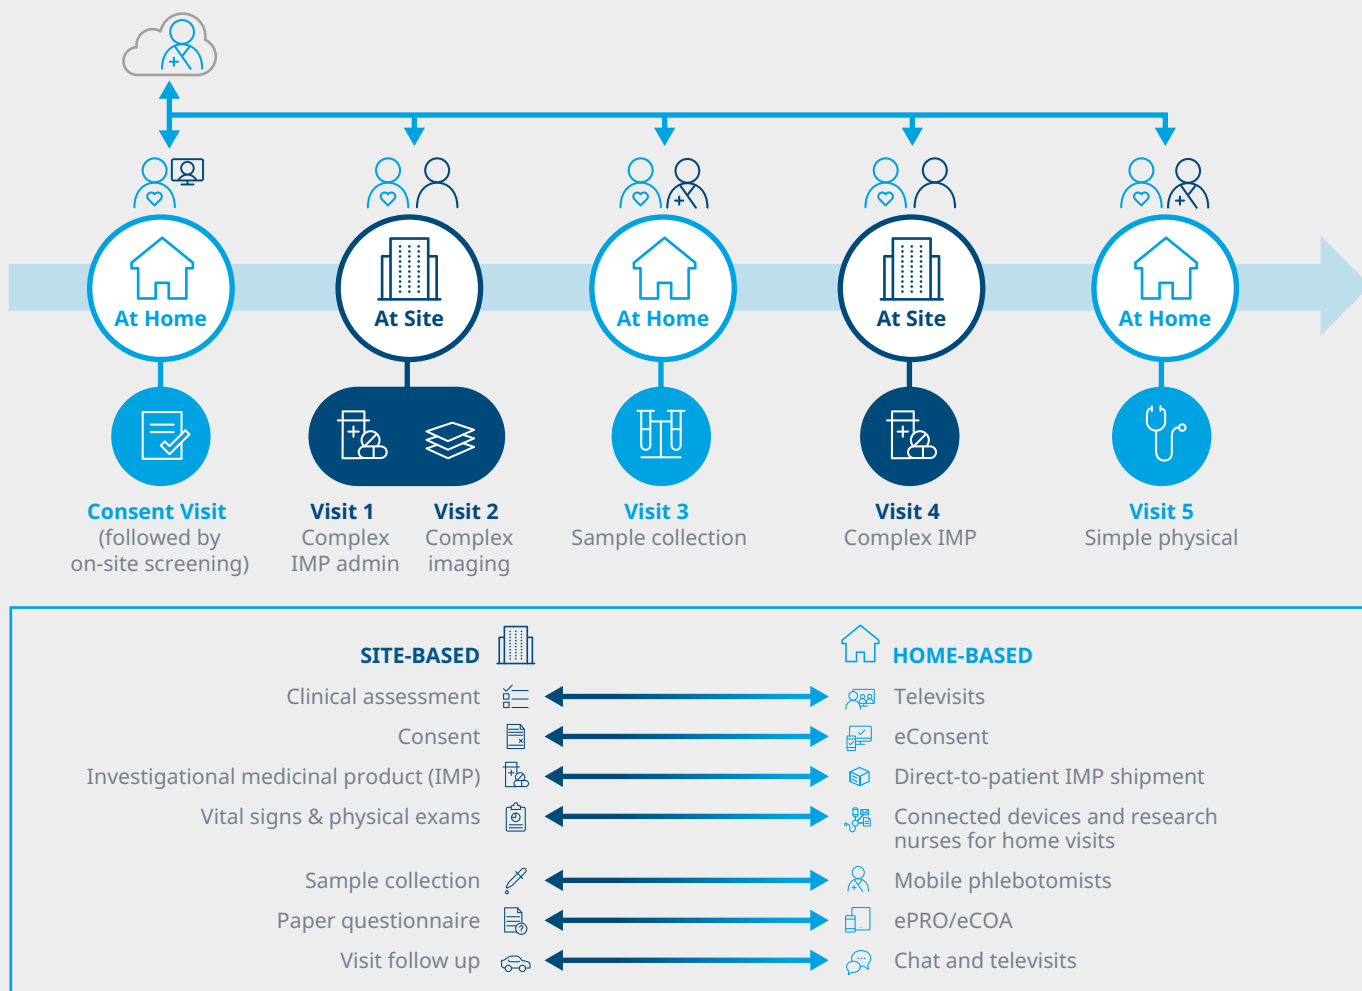 At Home
At Site
At Home
At Site
At Home
Consent Visit
(followed by
on-site screening)
Visit 1
Complex
IMP admin
Visit 2
Complex
imaging
Visit 3
Sample collection
Visit 4
Complex IMP
Visit 5
Simple physical
SITE-BASED
HOME-BASED
Clinical assessment
Televisits
Consent
eConsent
Investigational medicinal product (IMP)
Direct-to-patient IMP shipment
Vital signs & physical exams
Connected devices and research
nurses for home visits
Sample collection
Mobile phlebotomists
Paper questionnaire
ePRO/eCOA
Visit follow up
Chat and televisits